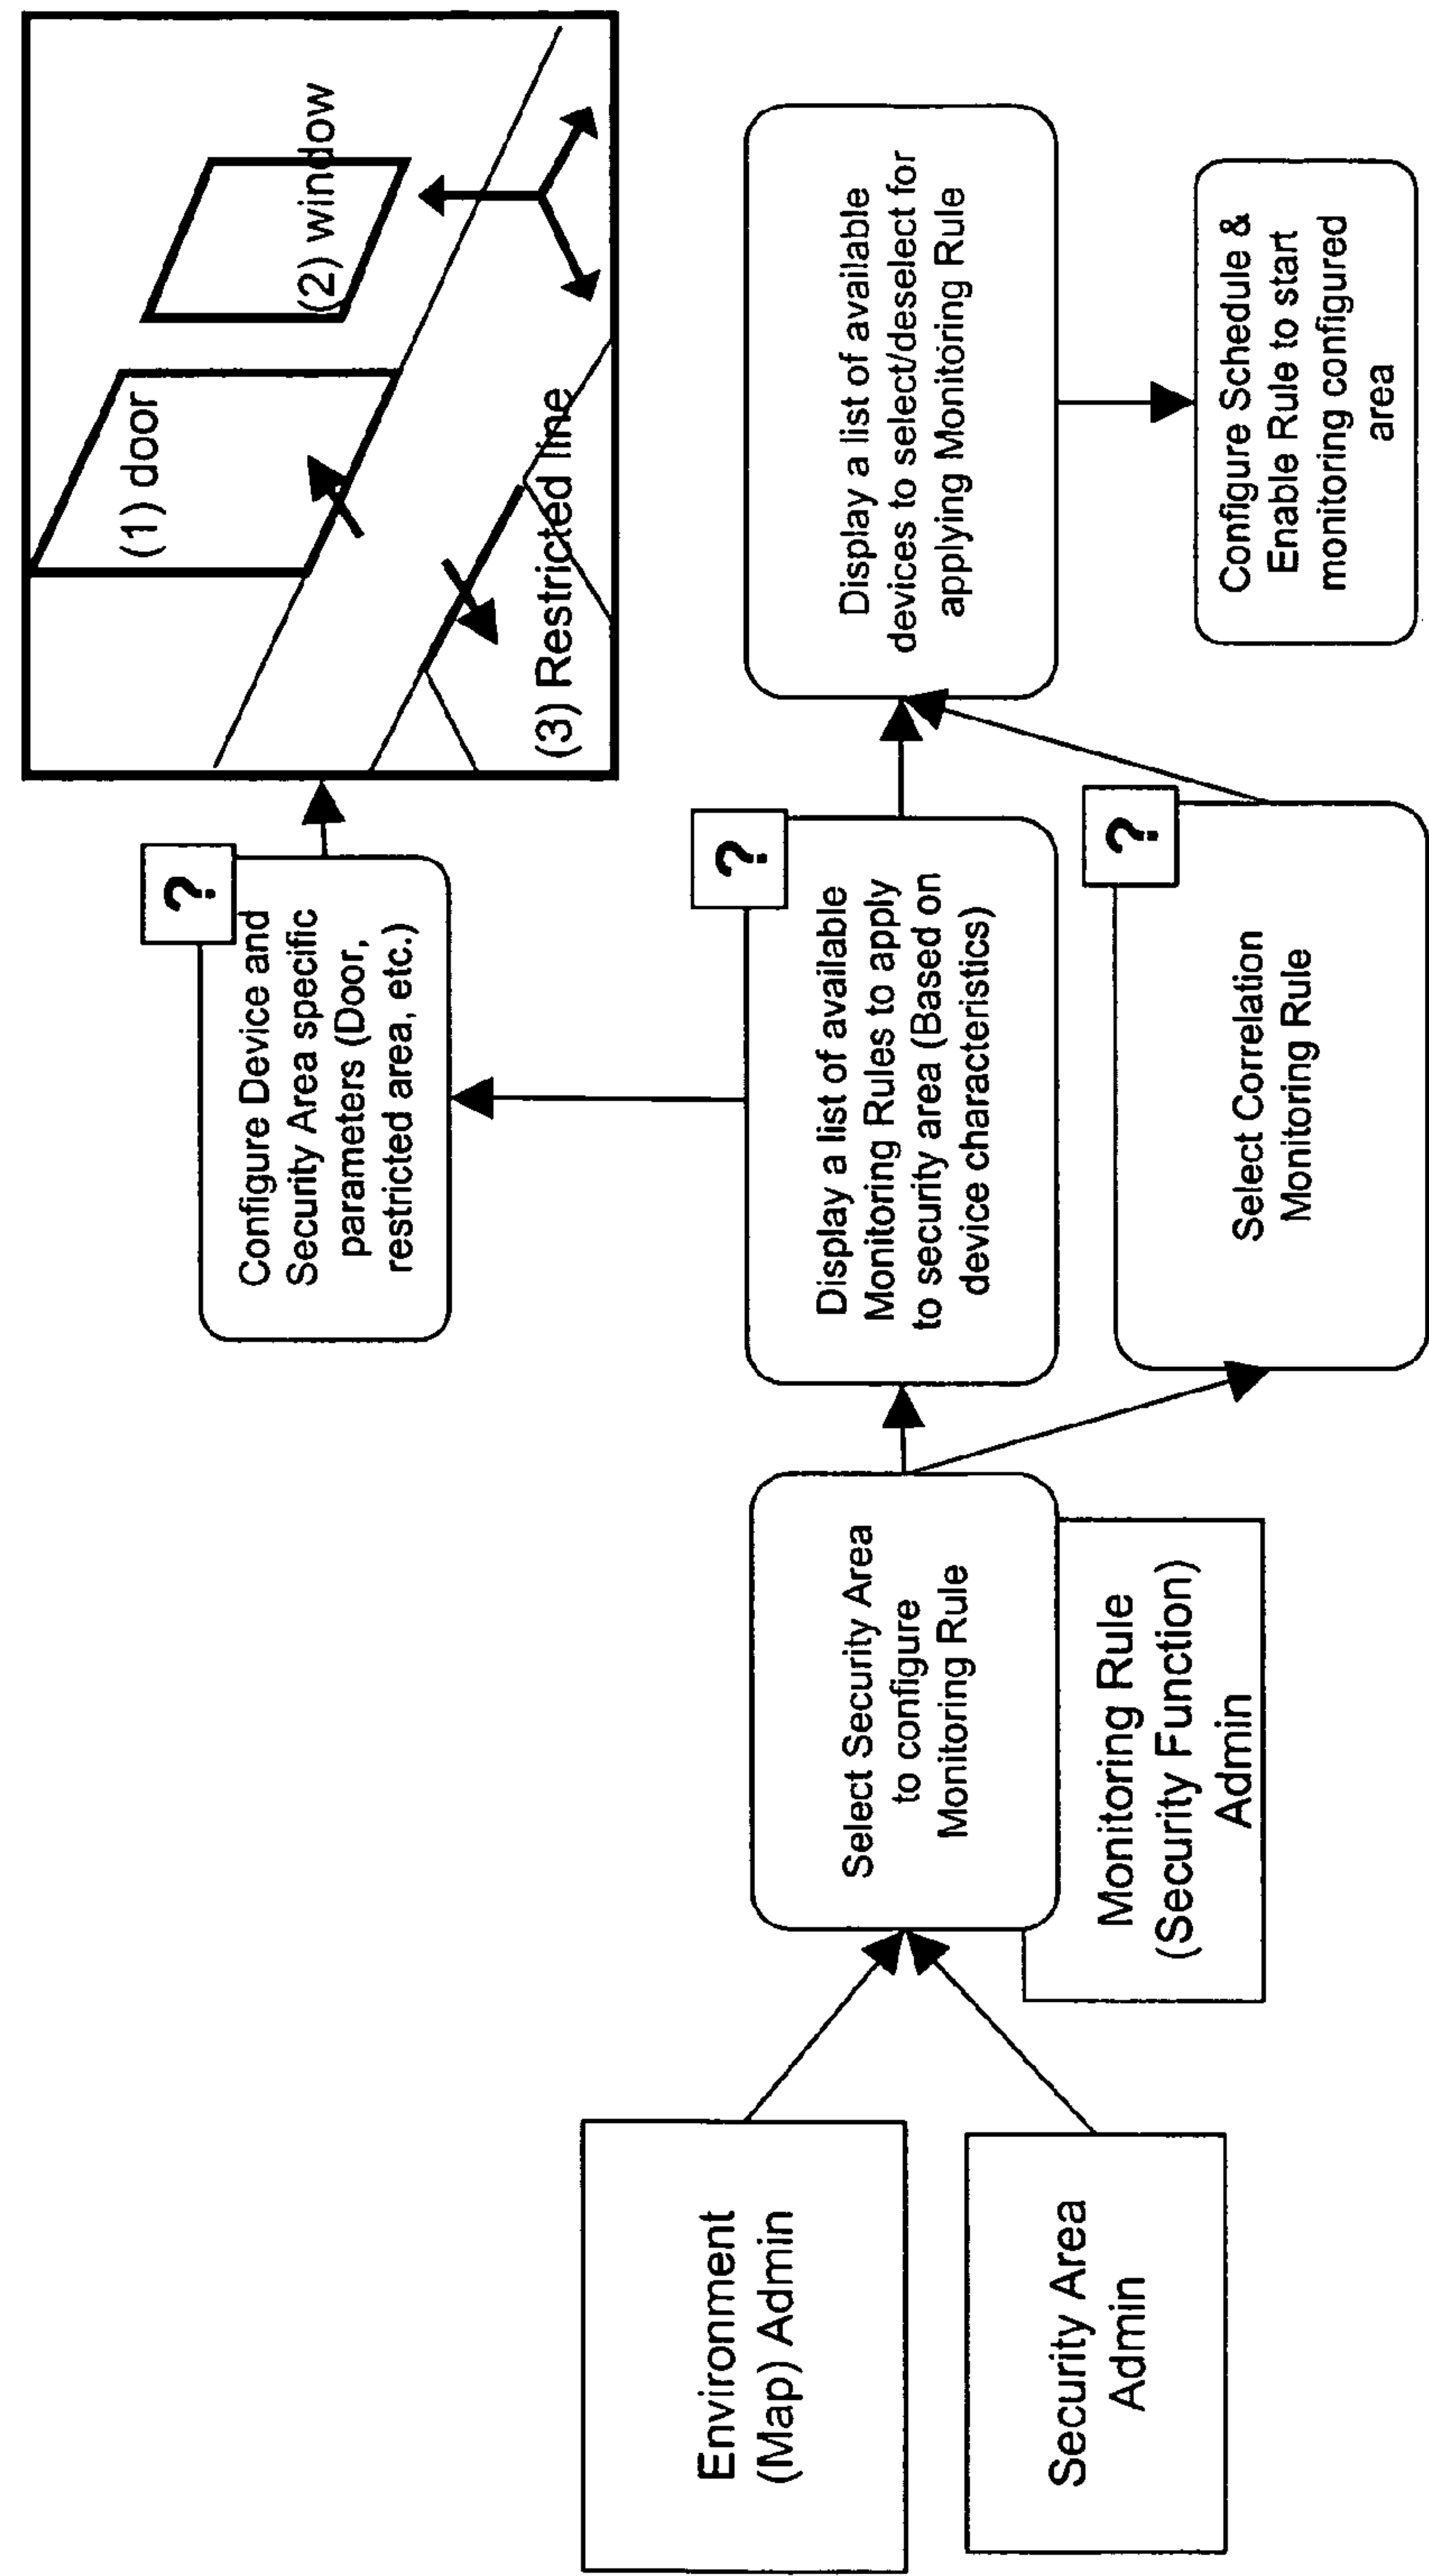 Environment
(Map) Admin
Security Area
Admin
Select Security Area
to configure
Monitoring Rule
Monitoring Rule
(Security Function)
Admin
?
Configure Device and
Security Area specific
parameters (Door,
restricted area, etc.)
?
Display a list of available
Monitoring Rules to apply
to security area (Based on
device characteristics)
?
Select Correlation
Monitoring Rule
(1) door
(2) window
(3) Restricted line
Display a list of available
devices to select/deselect for
applying Monitoring Rule
Configure Schedule &
Enable Rule to start
monitoring configured
area